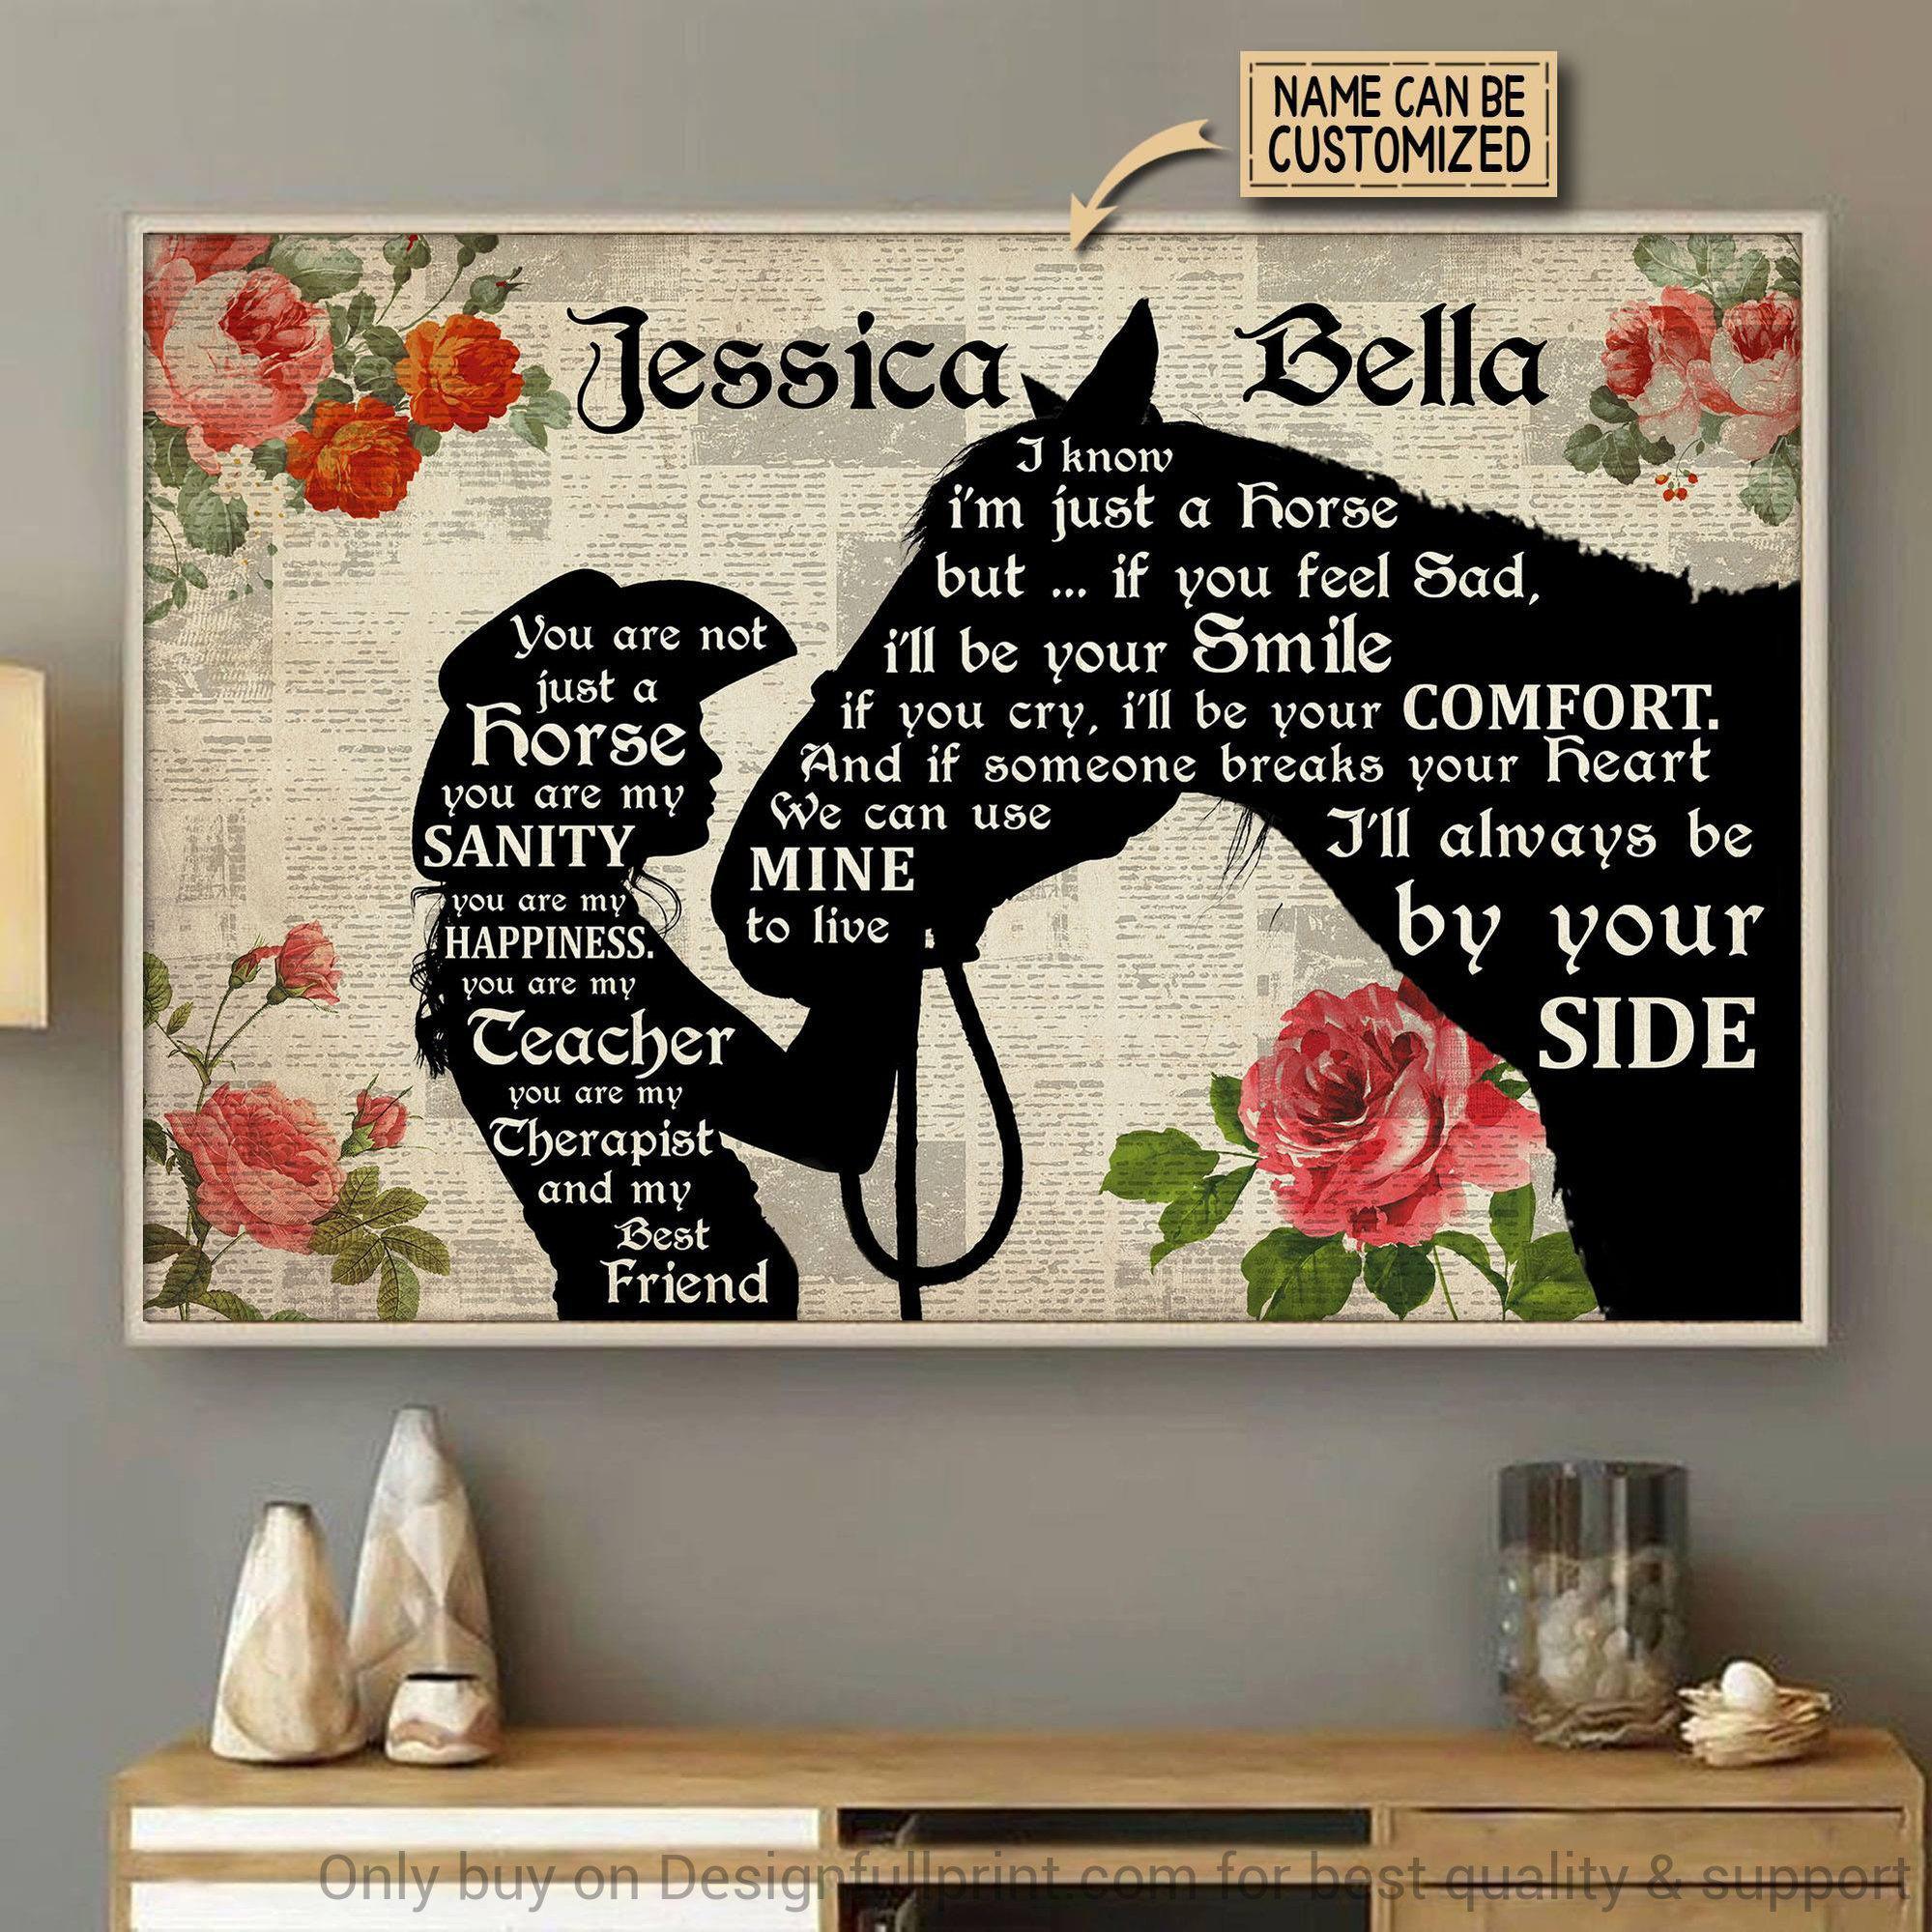 NAME CAN BE
CUSTOMIZED
Jessica Bella
You are not
just a
Horse
you are my
SANITY
you are my
HAPPINESS.
you are my
Teacher
you are my
Therapist
and my
Best
Friend
I know
i'm just a horse
but ... if you feel Sad,
i'll be your Smile
if you cry, i'll be your COMFORT.
And if someone breaks your heart
We can use
MINE
to live
I'll always be
by your
SIDE
Only buy on Designfullprint.com for best quality & support